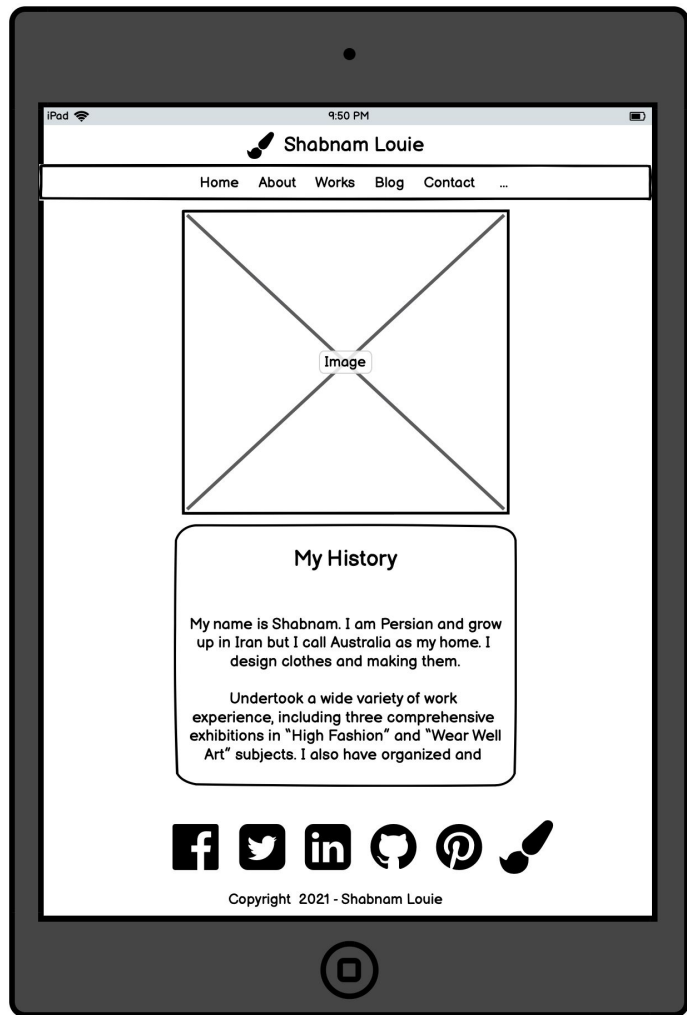 iPad 9:50 PM
Shabnam Louie
Home About Works Blog Contact ...
Image
My History
My name is Shabnam. I am Persian and grow
up in Iran but I call Australia as my home. I
design clothes and making them.
Undertook a wide variety of work
experience, including three comprehensive
exhibitions in “High Fashion” and “Wear Well
Art” subjects. I also have organized and
Copyright 2021 - Shabnam Louie